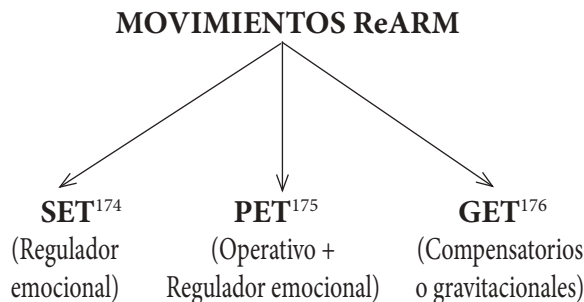 MOVIMIENTOS ReARM
SET174 PET175 GET176
(Regulador (Operativo + (Compensatorios
emocional) Regulador emocional) o gravitacionales)